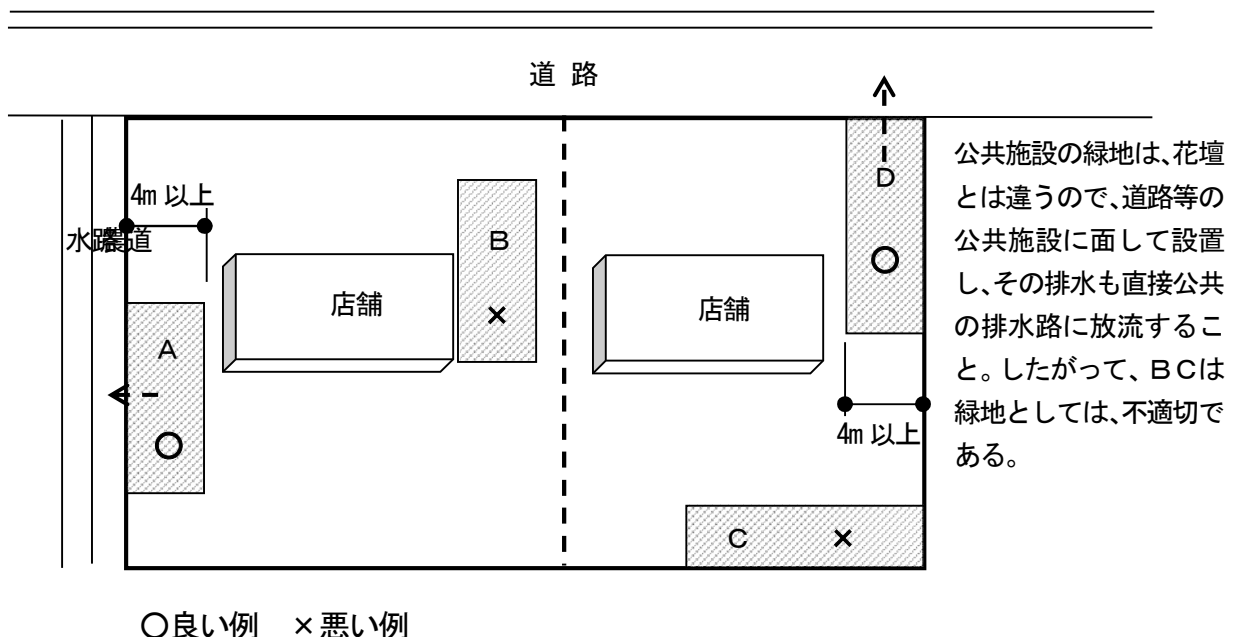 道 路
4m 以上
水路
農道
A
○
店舗
B
×
店舗
D
○
4m 以上
C ×
公共施設の緑地は、花壇
とは違うので、道路等の
公共施設に面して設置
し、その排水も直接公共
の排水路に放流するこ
と。したがって、ＢＣは
緑地としては、不適切で
ある。
○良い例 ×悪い例